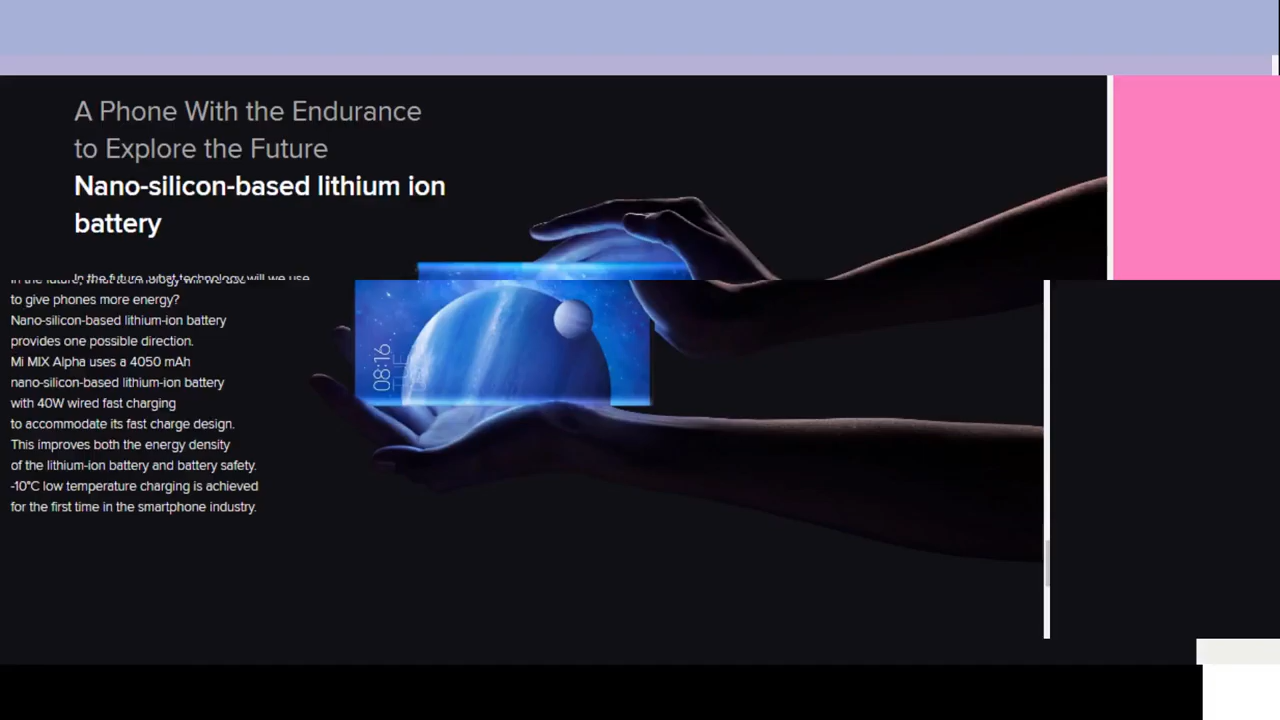 A Phone With the Endurance
to Explore the Future
Nano-silicon-based lithium ion
battery
In the future, what technology will we use
to give phones more energy?
Nano-silicon-based lithium-ion battery
provides one possible direction.
Mi MIX Alpha uses a 4050 mAh
nano-silicon-based lithium-ion battery
with 40W wired fast charging
to accommodate its fast charge design.
This improves both the energy density
of the lithium-ion battery and battery safety.
-10°C low temperature charging is achieved
for the first time in the smartphone industry.
08:16
TUE